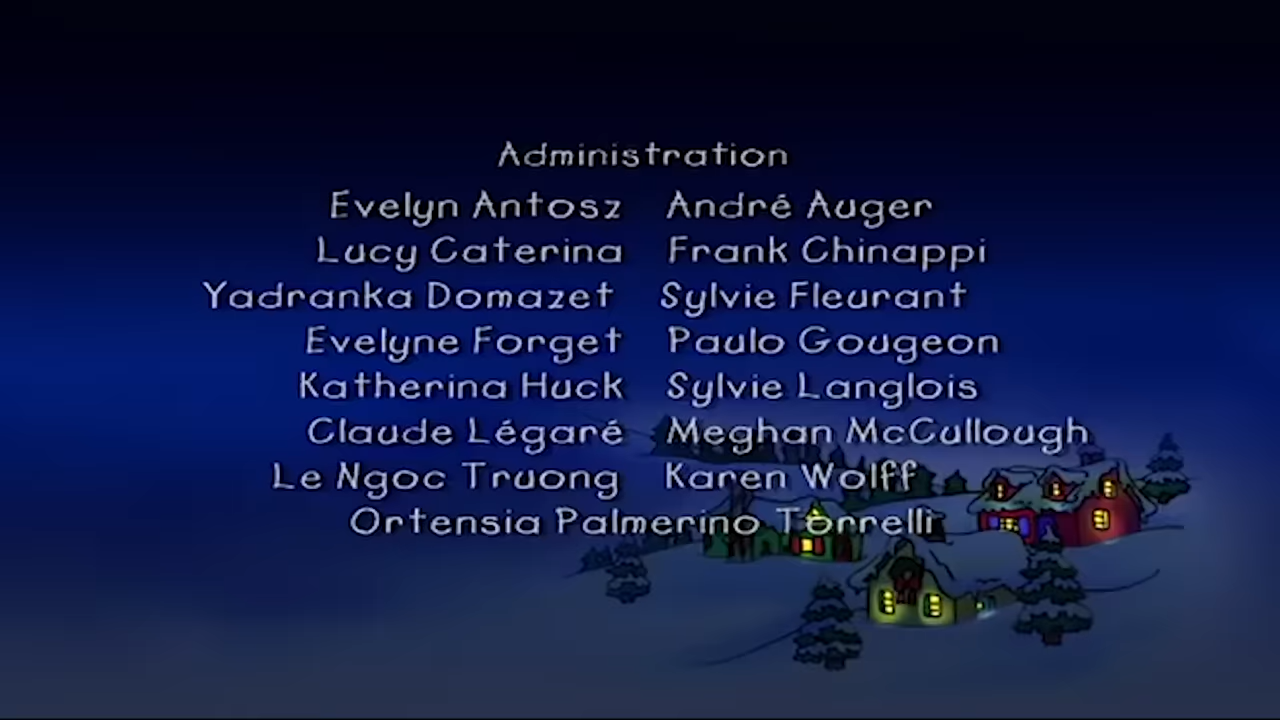 Administration
Evelyn Antosz André Auger
Lucy Caterina Frank Chinappi
Yadranka Domazet Sylvie Fleurant
Evelyne Forget Paulo Gougeon
Katherina Huck Sylvie Langlois
Claude Légaré Meghan McCullough
Le Ngoc Truong Karen Wolff
Ortensia Palmerino Torrelli